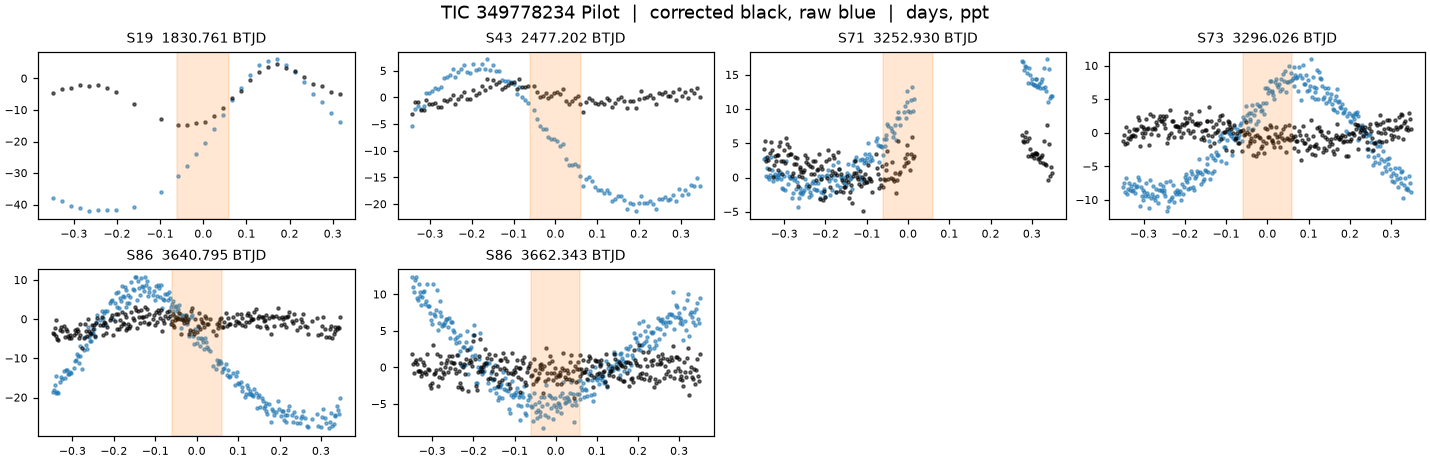 TIC 349778234 Pilot | corrected black, raw blue | days, ppt
S19 1830.761 BTJD
S43 2477.202 BTJD
S71 3252.930 BTJD
S73 3296.026 BTJD
0
−10
−20
−30
−40
−0.3 −0.2 −0.1 0.0 0.1 0.2 0.3
5
0
−5
−10
−15
−20
−0.3 −0.2 −0.1 0.0 0.1 0.2 0.3
15
10
5
0
−5
−0.3 −0.2 −0.1 0.0 0.1 0.2 0.3
10
5
0
−5
−10
−0.3 −0.2 −0.1 0.0 0.1 0.2 0.3
S86 3640.795 BTJD
S86 3662.343 BTJD
10
0
−10
−20
−0.3 −0.2 −0.1 0.0 0.1 0.2 0.3
10
5
0
−5
−0.3 −0.2 −0.1 0.0 0.1 0.2 0.3